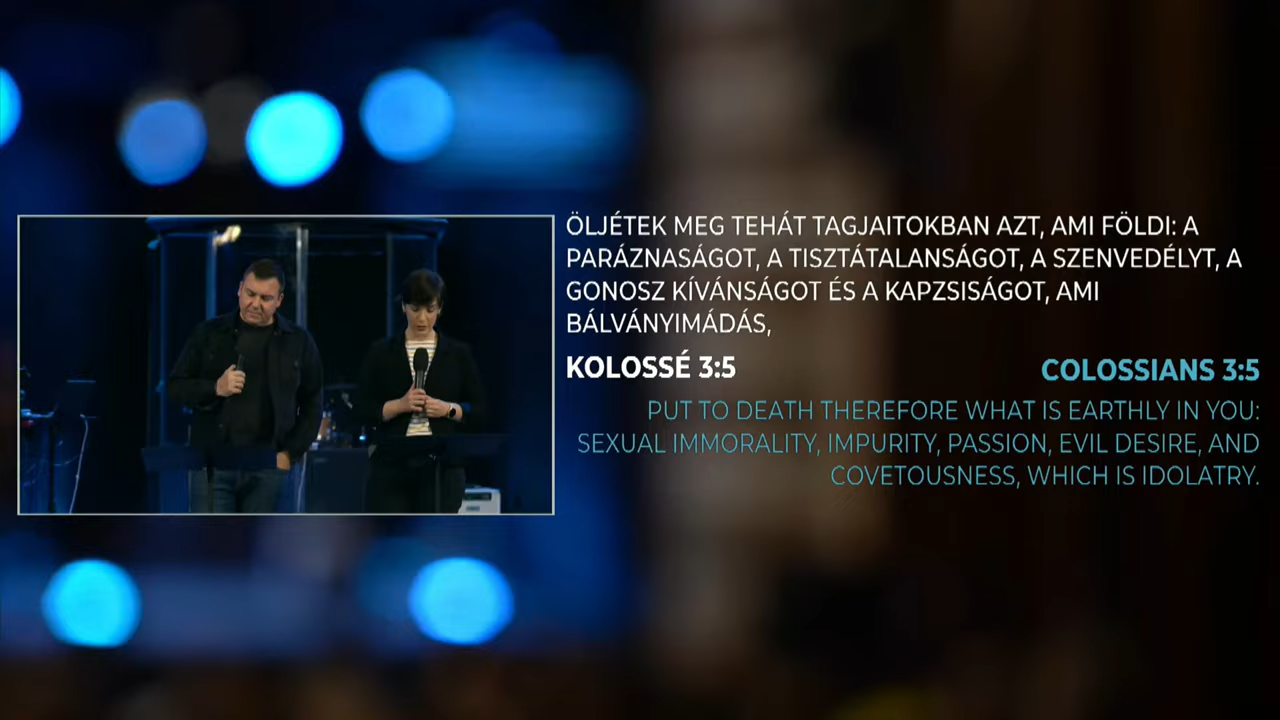 ÖLJÉTEK MEG TEHÁT TAGJAITOKBAN AZT, AMI FÖLDI: A
PARÁZNASÁGOT, A TISZTÁTALANSÁGOT, A SZENVEDÉLYT, A
GONOSZ KÍVÁNSÁGOT ÉS A KAPZSISÁGOT, AMI
BÁLVÁNYIMÁDÁS,
KOLOSSÉ 3:5
COLOSSIANS 3:5
PUT TO DEATH THEREFORE WHAT IS EARTHLY IN YOU:
SEXUAL IMMORALITY, IMPURITY, PASSION, EVIL DESIRE, AND
COVETOUSNESS, WHICH IS IDOLATRY.